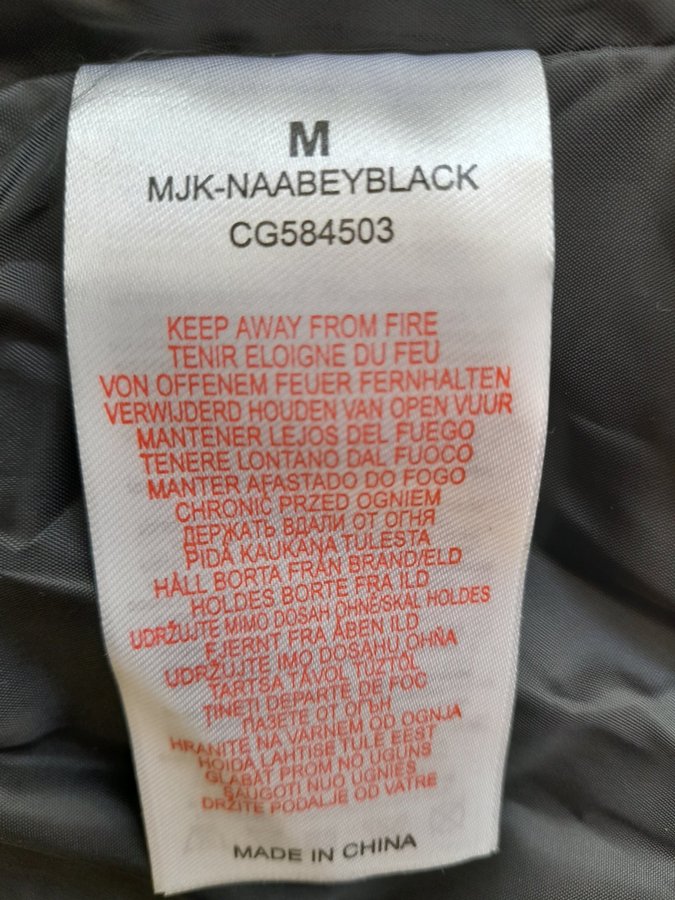 M
MJK-NAABEYBLACK
CG584503
KEEP AWAY FROM FIRE
TENIR ELOIGNE DU FEU
VON OFFENEM FEUER FERNHALTEN
VERWIJDERD HOUDEN VAN OPEN VUUR
MANTENER LEJOS DEL FUEGO
TENERE LONTANO DAL FUOCO
MANTER AFASTADO DO FOGO
CHRONIĆ PRZED OGNIEM
ДЕРЖАТЬ ВДАЛИ ОТ ОГНЯ
PIDÄ KAUKANA TULESTA
HÅLL BORTA FRÅN BRAND/ELD
HOLDES BORTE FRA ILD
UDRŽUJTE MIMO DOSAH OHNĚ/SKAL HOLDES
FJERNT FRA ÅBEN ILD
UDRŽUJTE IMO DOSAHU OHŇA
TARTSA TÁVOL TŰZTŐL
ȚINEȚI DEPARTE DE FOC
ПАЗЕТЕ ОТ ОГЪН
HRANITE NA VARNEM OD OGNJA
HOIDA LAHTISE TULE EEST
GLABĀT PROM NO UGUNS
SAUGOTI NUO UGNIES
DRŽITE PODALJE OD VATRE
MADE IN CHINA